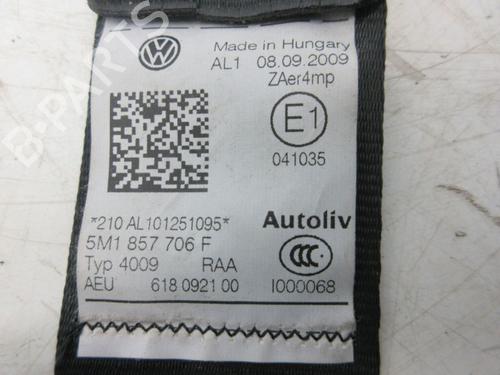 Made in Hungary
AL1 08.09.2009
ZAer4mp
E1
041035
*210 AL101251095*
Autoliv
5M1 857 706 F
CCC
Typ 4009 RAA
AEU 618 0921 00 I000068
B-PARTS